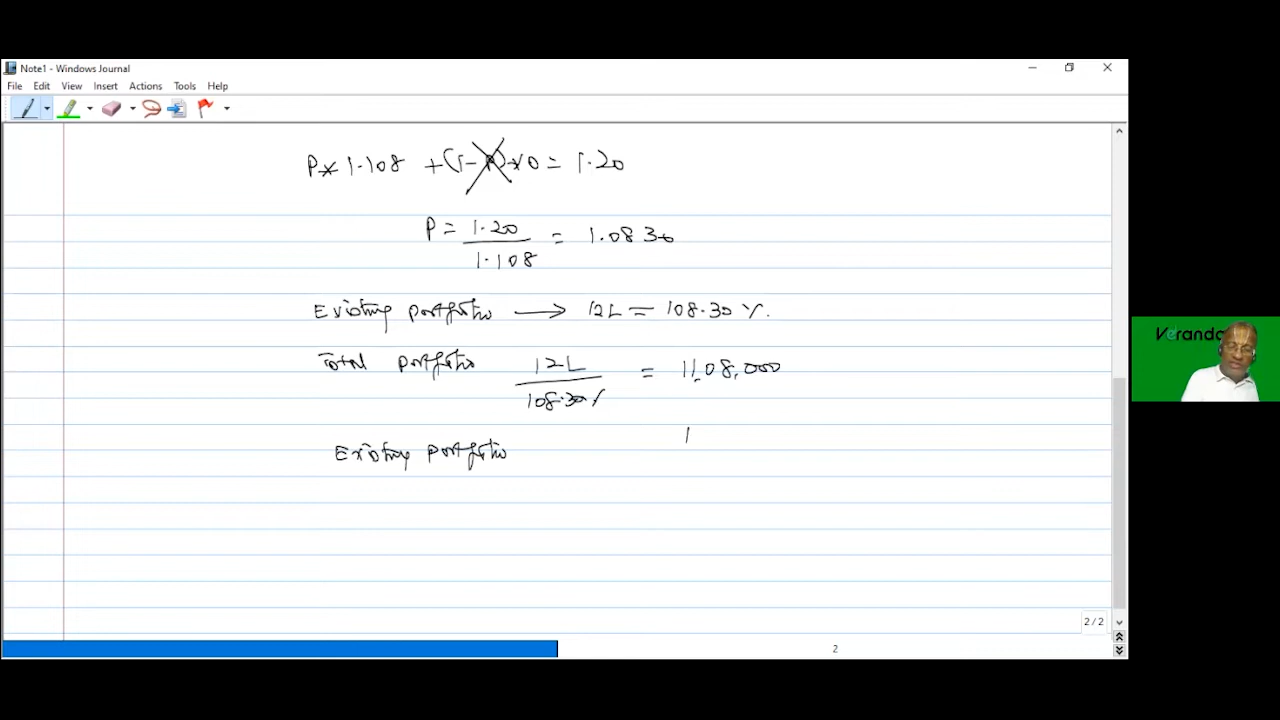 Note1 - Windows Journal
File Edit View Insert Actions Tools Help
P* 1.108 + (1-P)*0 = 1.20
P = 1.20 / 1.108 = 1.0830
Existing portfolio → 12L = 108.30 %.
Total portfolio 12L / 108.30% = 11,08,000
Existing portfolio 1
2 / 2
2
Veranda